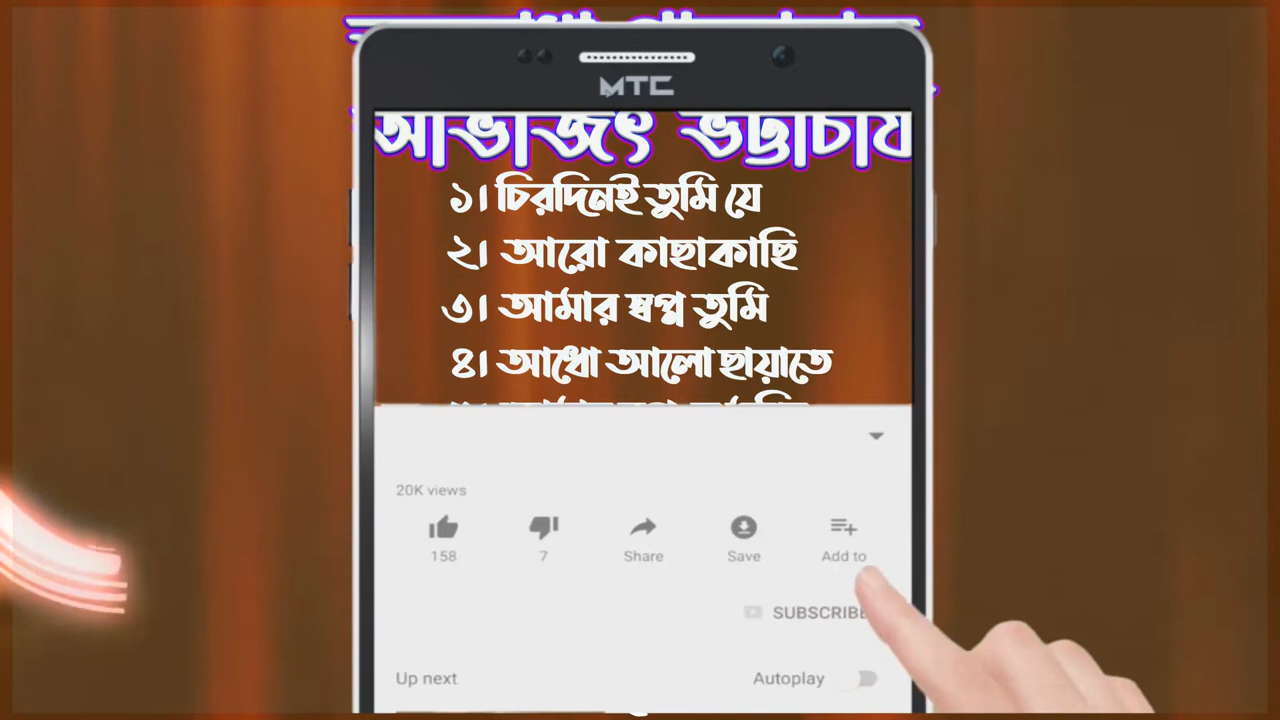 MTC
অভিজিৎ ভট্টাচার্য
১। চিরদিনই তুমি যে
২। আরো কাছাকাছি
৩। আমার স্বপ্ন তুমি
৪। আধো আলো ছায়াতে
20K views
158 7 Share Save Add to
SUBSCRIBE
Up next Autoplay